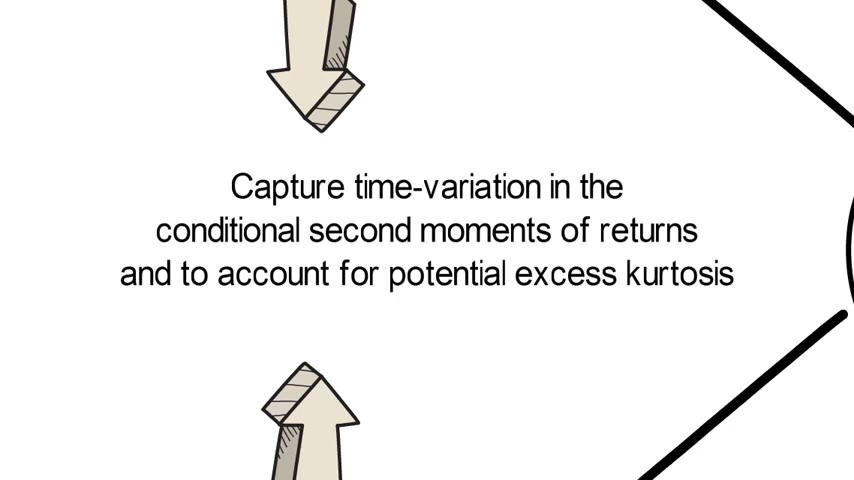 Capture time-variation in the
conditional second moments of returns
and to account for potential excess kurtosis